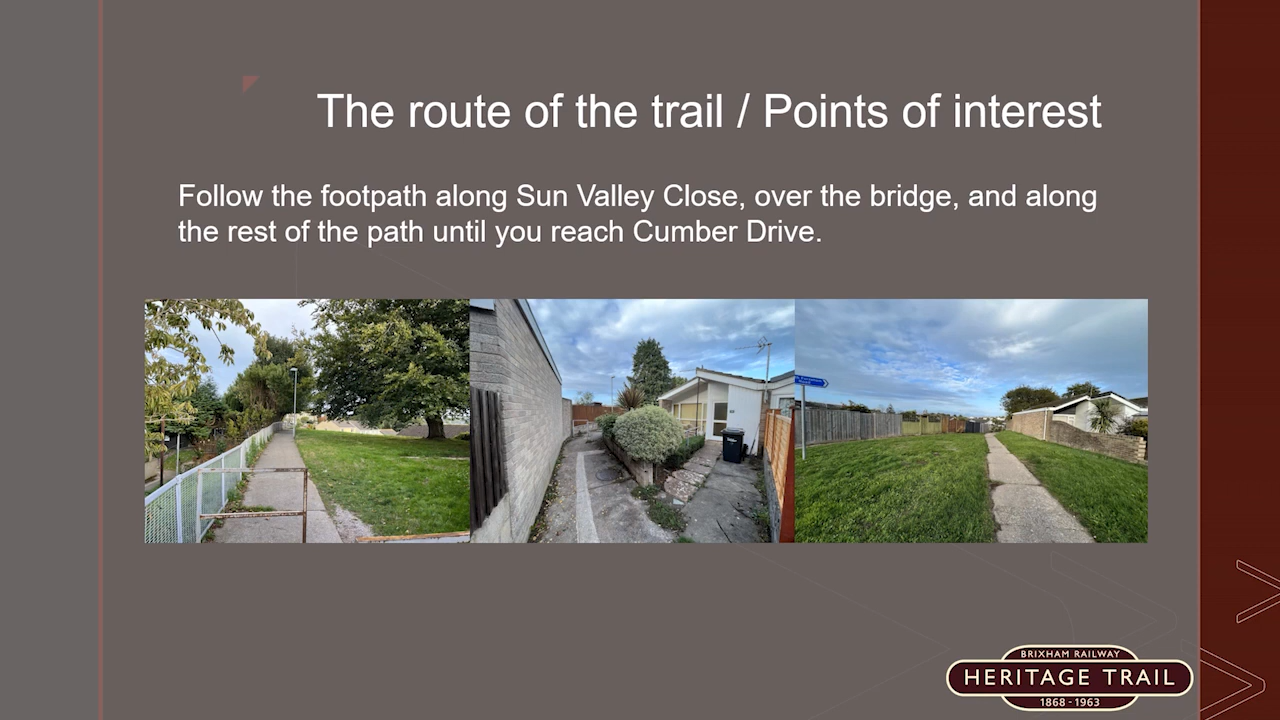 The route of the trail / Points of interest
Follow the footpath along Sun Valley Close, over the bridge, and along
the rest of the path until you reach Cumber Drive.
BRIXHAM RAILWAY
HERITAGE TRAIL
1868 - 1963